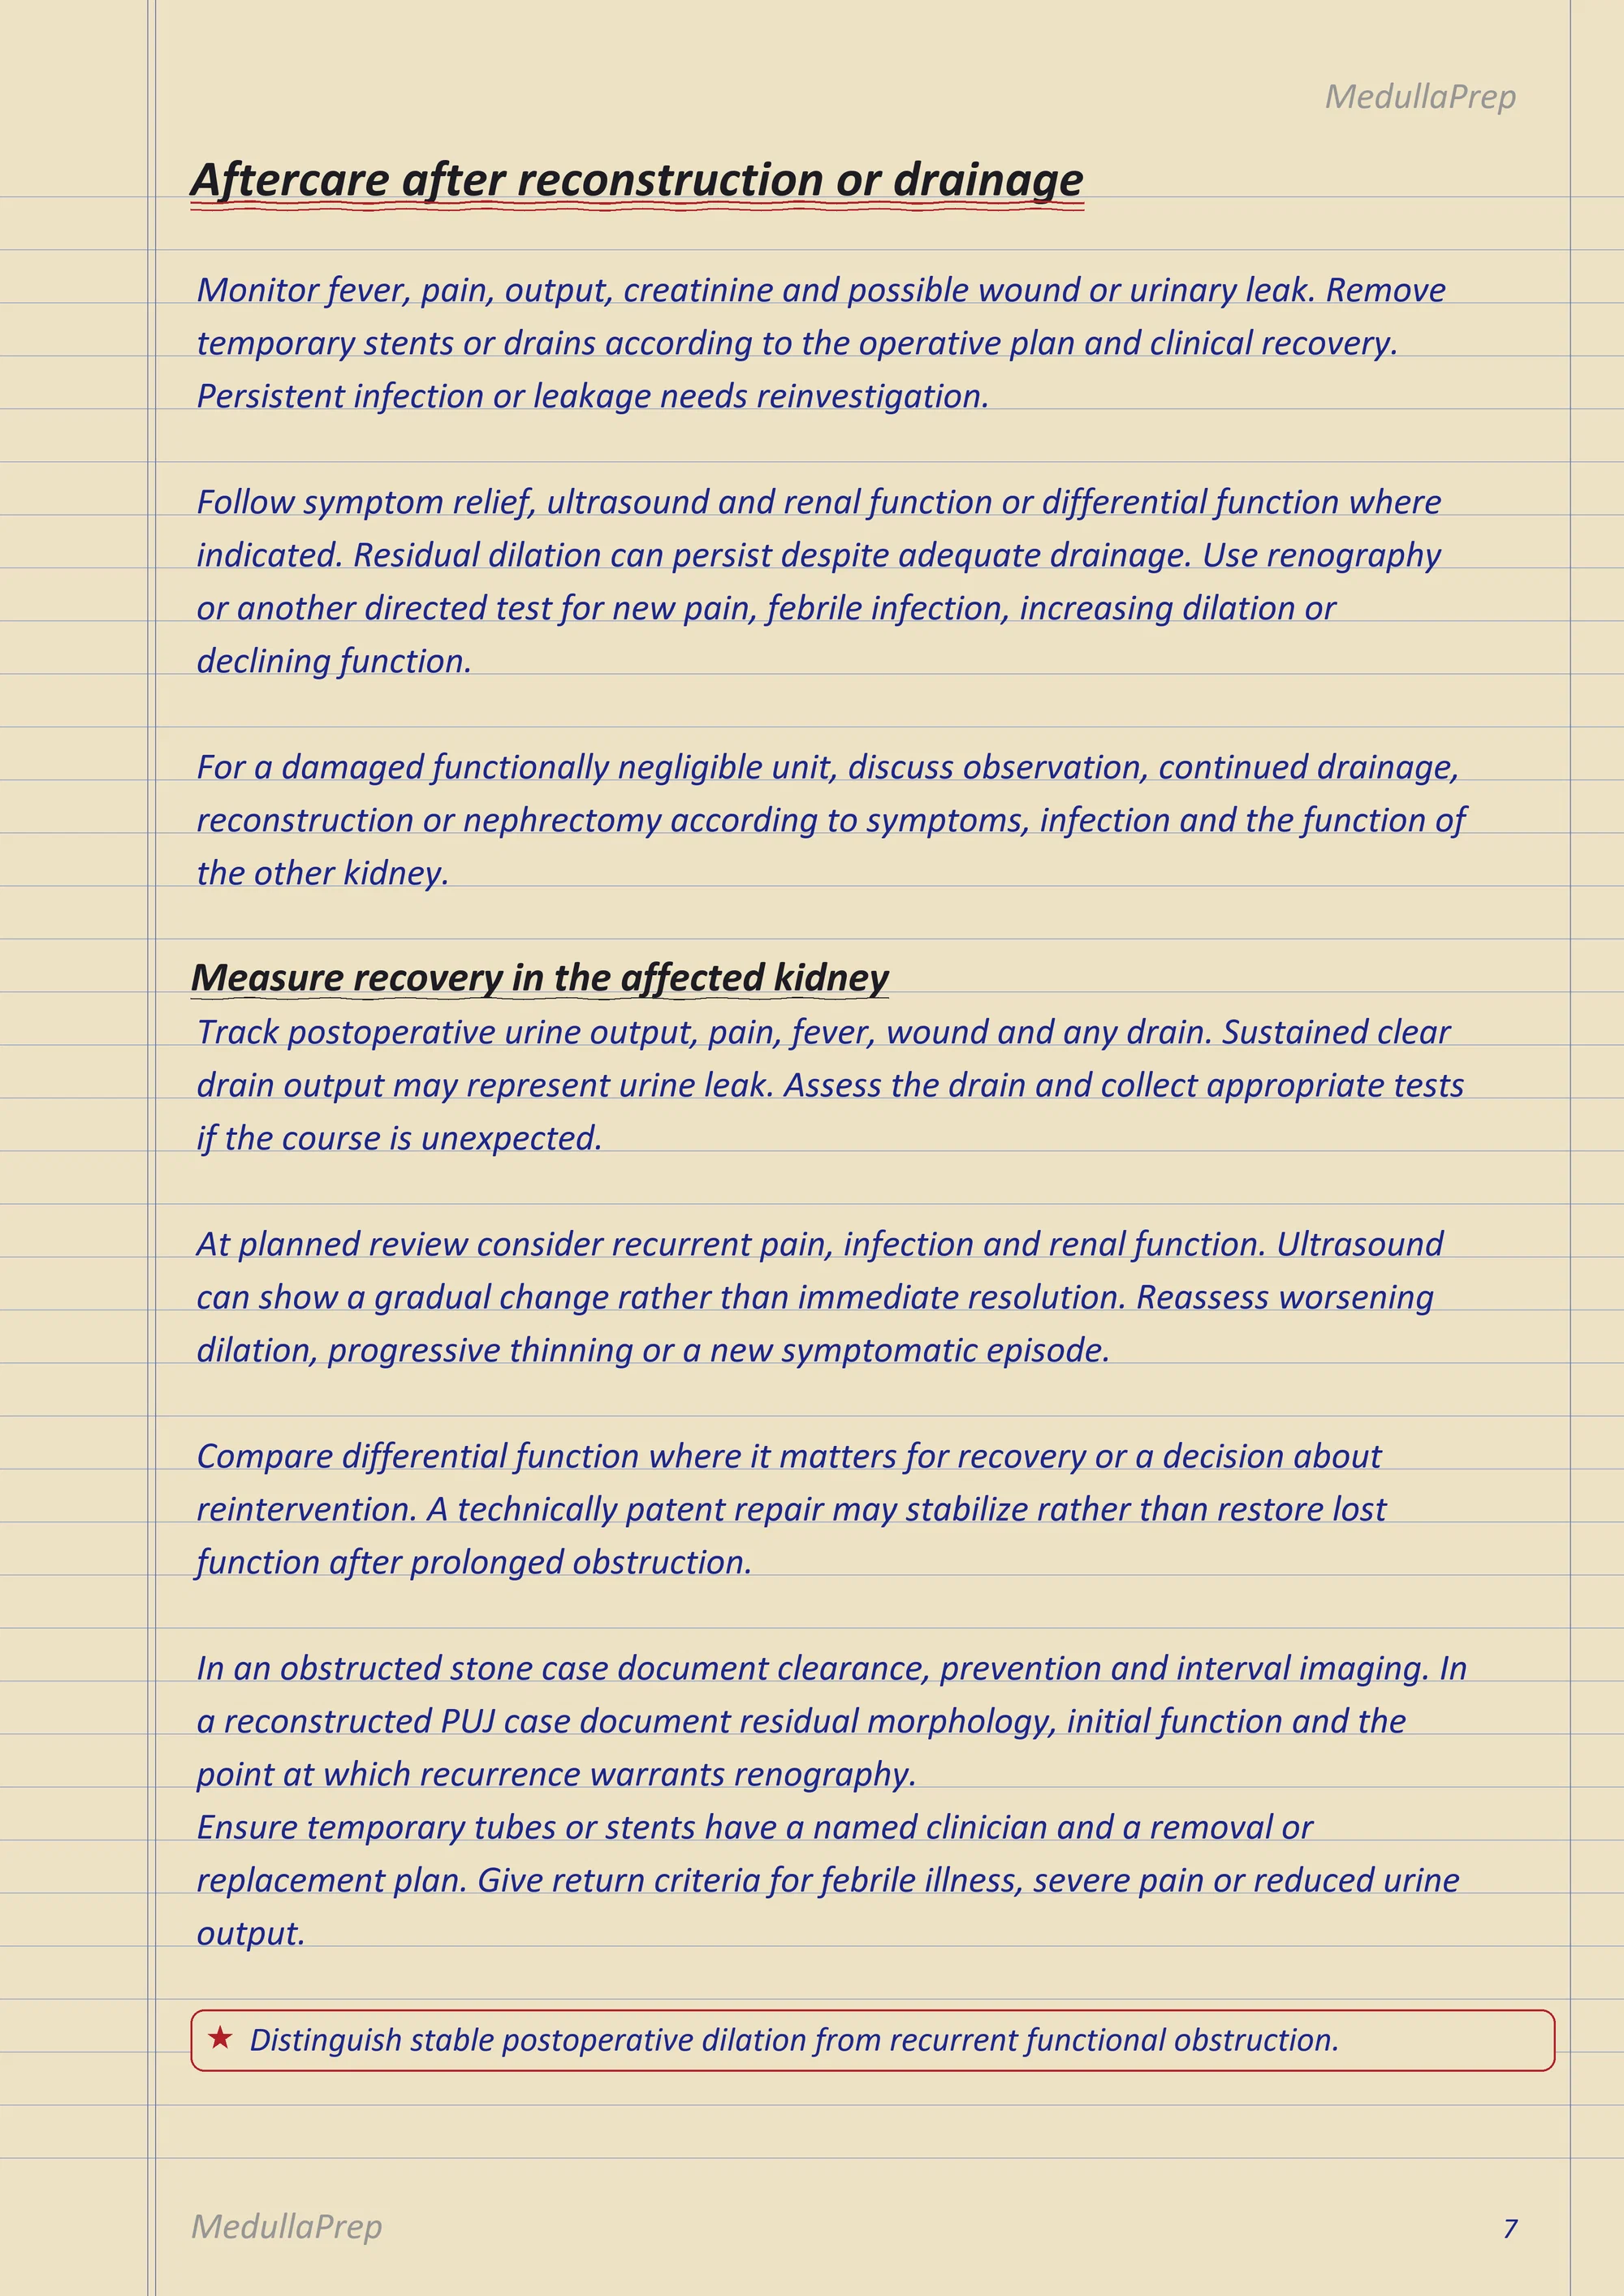 MedullaPrep
Aftercare after reconstruction or drainage
Monitor fever, pain, output, creatinine and possible wound or urinary leak. Remove
temporary stents or drains according to the operative plan and clinical recovery.
Persistent infection or leakage needs reinvestigation.
Follow symptom relief, ultrasound and renal function or differential function where
indicated. Residual dilation can persist despite adequate drainage. Use renography
or another directed test for new pain, febrile infection, increasing dilation or
declining function.
For a damaged functionally negligible unit, discuss observation, continued drainage,
reconstruction or nephrectomy according to symptoms, infection and the function of
the other kidney.
Measure recovery in the affected kidney
Track postoperative urine output, pain, fever, wound and any drain. Sustained clear
drain output may represent urine leak. Assess the drain and collect appropriate tests
if the course is unexpected.
At planned review consider recurrent pain, infection and renal function. Ultrasound
can show a gradual change rather than immediate resolution. Reassess worsening
dilation, progressive thinning or a new symptomatic episode.
Compare differential function where it matters for recovery or a decision about
reintervention. A technically patent repair may stabilize rather than restore lost
function after prolonged obstruction.
In an obstructed stone case document clearance, prevention and interval imaging. In
a reconstructed PUJ case document residual morphology, initial function and the
point at which recurrence warrants renography.
Ensure temporary tubes or stents have a named clinician and a removal or
replacement plan. Give return criteria for febrile illness, severe pain or reduced urine
output.
★ Distinguish stable postoperative dilation from recurrent functional obstruction.
MedullaPrep
7